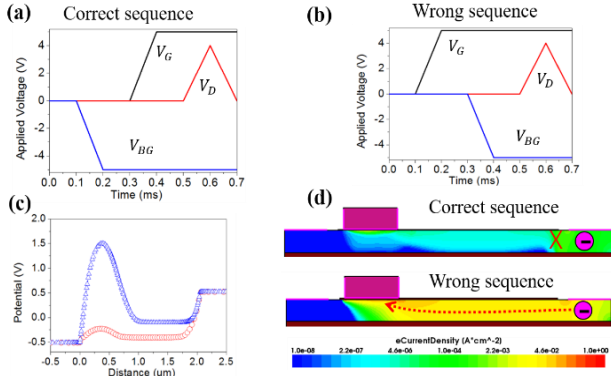 (a) Correct sequence
Applied Voltage (V)
4
2
0
-2
-4
V_G
V_D
V_BG
0.0 0.1 0.2 0.3 0.4 0.5 0.6 0.7
Time (ms)
(b) Wrong sequence
Applied Voltage (V)
4
2
0
-2
-4
V_G
V_D
V_BG
0.0 0.1 0.2 0.3 0.4 0.5 0.6 0.7
Time (ms)
(c)
Potential (V)
2.0
1.5
1.0
0.5
0.0
-0.5
-1.0
-0.5 0.0 0.5 1.0 1.5 2.0 2.5
Distance (um)
(d)
Correct sequence
Wrong sequence
eCurrentDensity (A*cm^-2)
1.0e-08 2.2e-07 4.6e-06 1.0e-04 2.2e-03 4.6e-02 1.0e+00